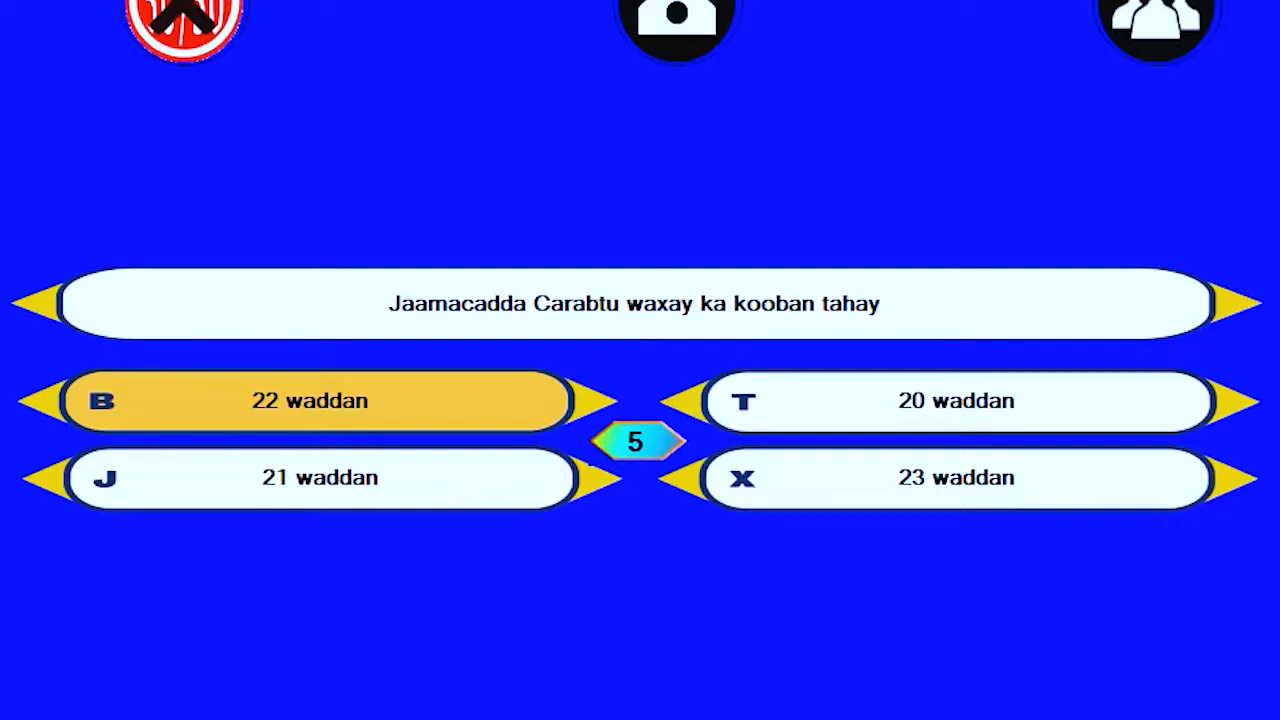 Jaamacadda Carabtu waxay ka kooban tahay
B 22 waddan
T 20 waddan
5
J 21 waddan
X 23 waddan